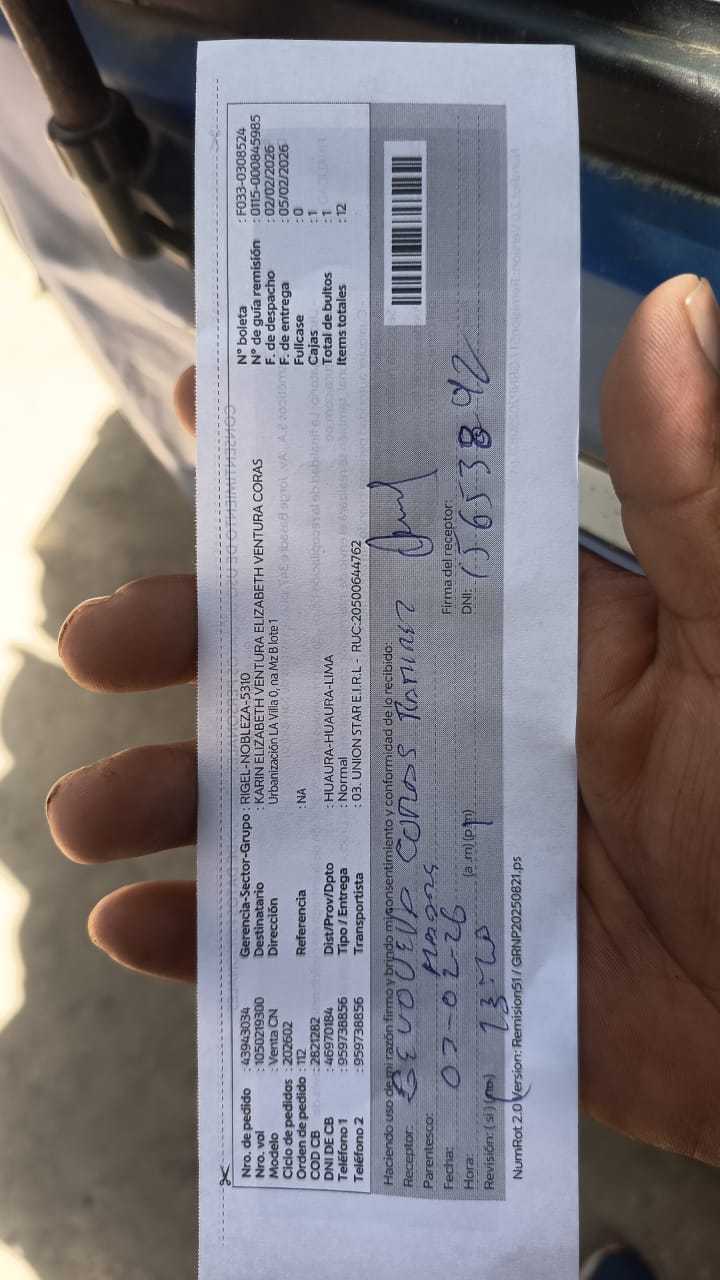 Nro. de pedido : 43943034 Gerencia-Sector-Grupo : RIGEL-NOBLEZA-5310 N° boleta : F033-0308524
Nro. vol : 1050219300 Destinatario : KARIN ELIZABETH VENTURA ELIZABETH VENTURA CORAS N° de guía remisión : 0115-000845985
Modelo : Venta CN Dirección : Urbanización LA Villa 0, na Mz B lote 1 F. de despacho : 02/02/2026
Ciclo de pedidos : 202602 F. de entrega : 05/02/2026
Orden de pedido : 112 Referencia : NA Fullcase : 0
COD CB : 2821282 Cajas : 1
DNI DE CB : 46970184 Dist/Prov/Dpto : HUAURA-HUAURA-LIMA Total de bultos : 1
Teléfono 1 : 959738856 Tipo / Entrega : Normal Items totales : 12
Teléfono 2 : 959738856 Transportista : 03. UNION STAR E.I.R.L - RUC:20500644762
Haciendo uso de mi razón firmo y brindo mi consentimiento y conformidad de lo recibido:
Receptor: CORAS RAMIREZ
Parentesco:
Fecha: 07-02-26 Firma del receptor:
Hora: (a .m) (pm) DNI: 15653892
Revisión: ( si ) (no)
NumRot 2.0 Version: Remision51 / GRNP20250821.ps